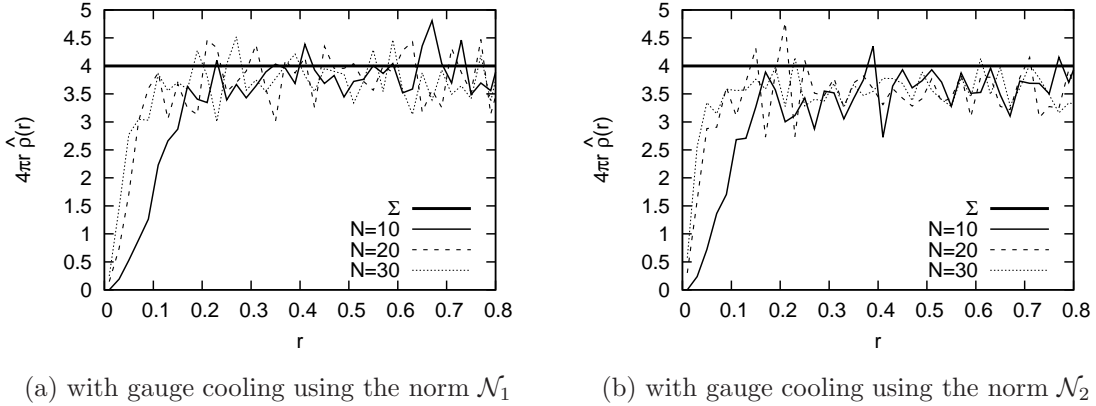 5
4.5
4
3.5
3
2.5
2
1.5
1
0.5
0
4πr ρ̂(r)
Σ
N=10
N=20
N=30
0 0.1 0.2 0.3 0.4 0.5 0.6 0.7 0.8
r
(a) with gauge cooling using the norm 𝒩₁
5
4.5
4
3.5
3
2.5
2
1.5
1
0.5
0
4πr ρ̂(r)
Σ
N=10
N=20
N=30
0 0.1 0.2 0.3 0.4 0.5 0.6 0.7 0.8
r
(b) with gauge cooling using the norm 𝒩₂